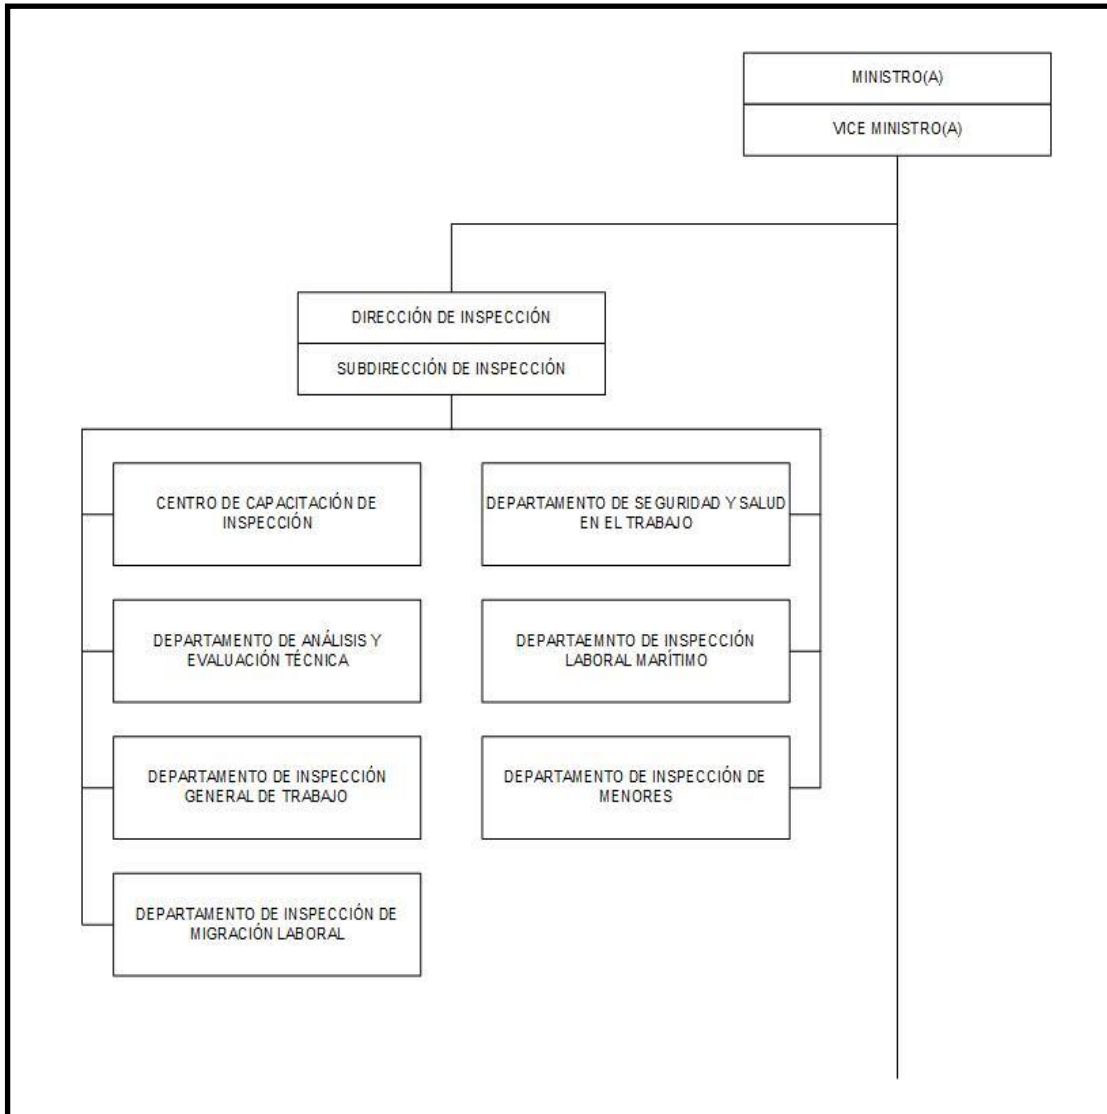 MINISTRO(A)
VICE MINISTRO(A)
DIRECCIÓN DE INSPECCIÓN
SUBDIRECCIÓN DE INSPECCIÓN
CENTRO DE CAPACITACIÓN DE
INSPECCIÓN
DEPARTAMENTO DE SEGURIDAD Y SALUD
EN EL TRABAJO
DEPARTAMENTO DE ANÁLISIS Y
EVALUACIÓN TÉCNICA
DEPARTAEMNTO DE INSPECCIÓN
LABORAL MARÍTIMO
DEPARTAMENTO DE INSPECCIÓN
GENERAL DE TRABAJO
DEPARTAMENTO DE INSPECCIÓN DE
MENORES
DEPARTAMENTO DE INSPECCIÓN DE
MIGRACIÓN LABORAL